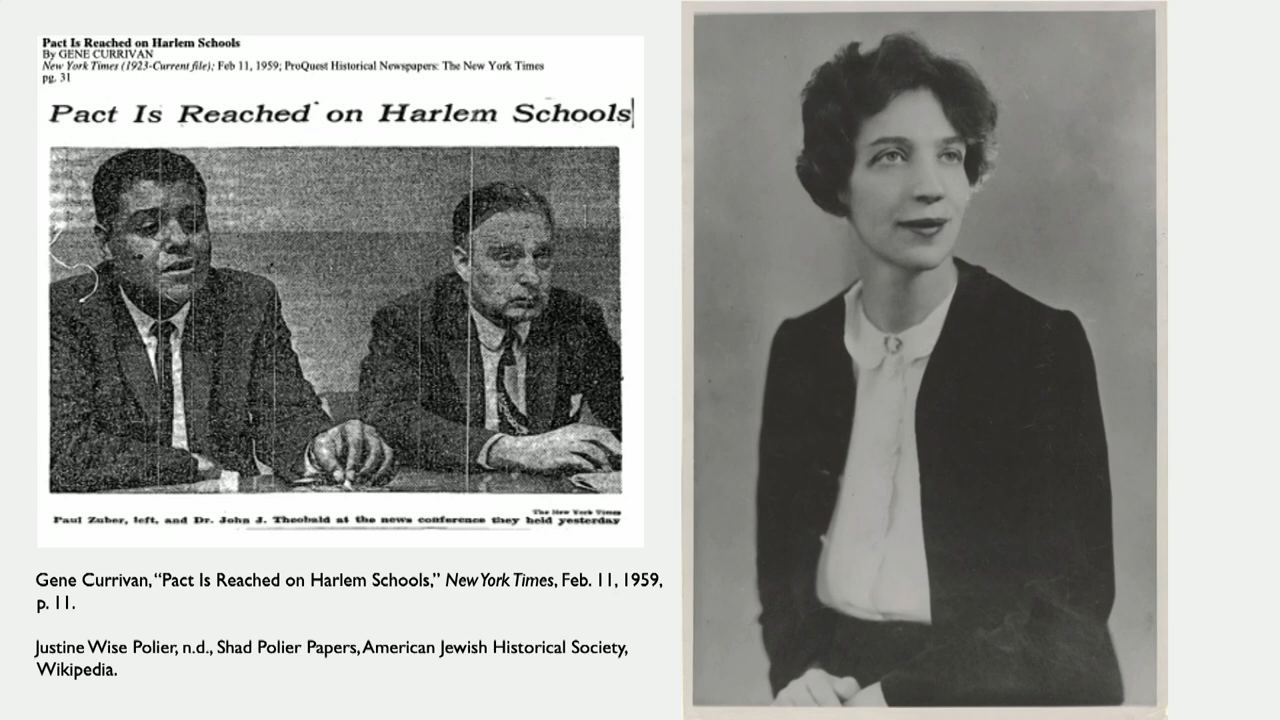 Pact Is Reached on Harlem Schools
By GENE CURRIVAN
New York Times (1923-Current file); Feb 11, 1959; ProQuest Historical Newspapers: The New York Times
pg. 31
Pact Is Reached on Harlem Schools
The New York Times
Paul Zuber, left, and Dr. John J. Theobald at the news conference they held yesterday
Gene Currivan, “Pact Is Reached on Harlem Schools,” New York Times, Feb. 11, 1959,
p. 11.
Justine Wise Polier, n.d., Shad Polier Papers, American Jewish Historical Society,
Wikipedia.